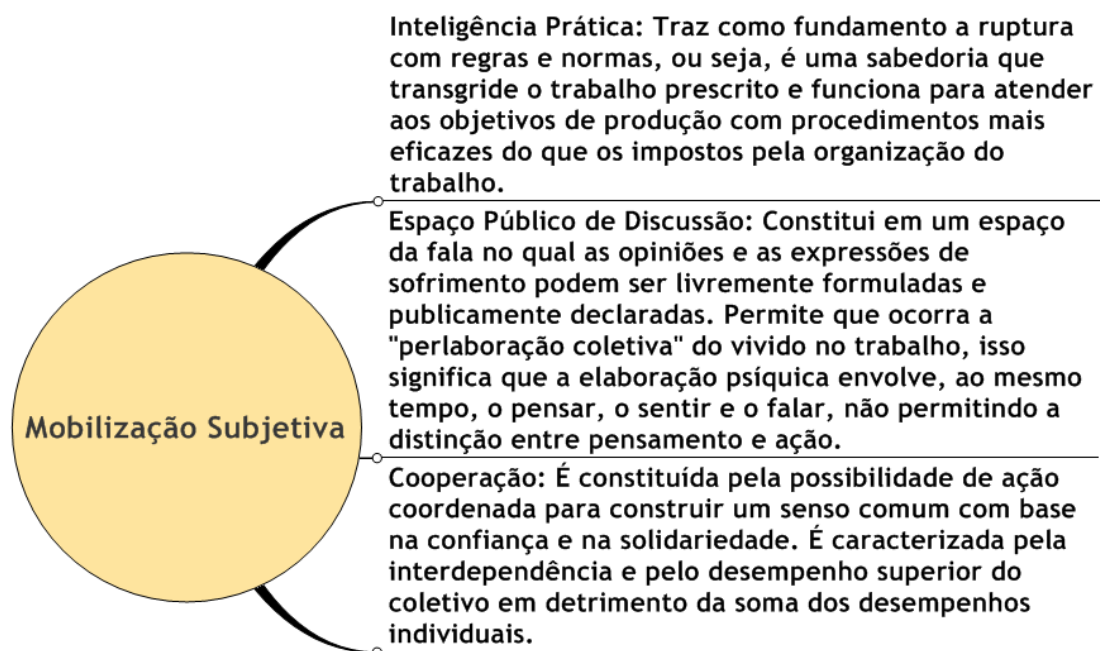 Inteligência Prática: Traz como fundamento a ruptura
com regras e normas, ou seja, é uma sabedoria que
transgride o trabalho prescrito e funciona para atender
aos objetivos de produção com procedimentos mais
eficazes do que os impostos pela organização do
trabalho.
Espaço Público de Discussão: Constitui em um espaço
da fala no qual as opiniões e as expressões de
sofrimento podem ser livremente formuladas e
publicamente declaradas. Permite que ocorra a
"perlaboração coletiva" do vivido no trabalho, isso
significa que a elaboração psíquica envolve, ao mesmo
tempo, o pensar, o sentir e o falar, não permitindo a
distinção entre pensamento e ação.
Mobilização Subjetiva
Cooperação: É constituída pela possibilidade de ação
coordenada para construir um senso comum com base
na confiança e na solidariedade. É caracterizada pela
interdependência e pelo desempenho superior do
coletivo em detrimento da soma dos desempenhos
individuais.